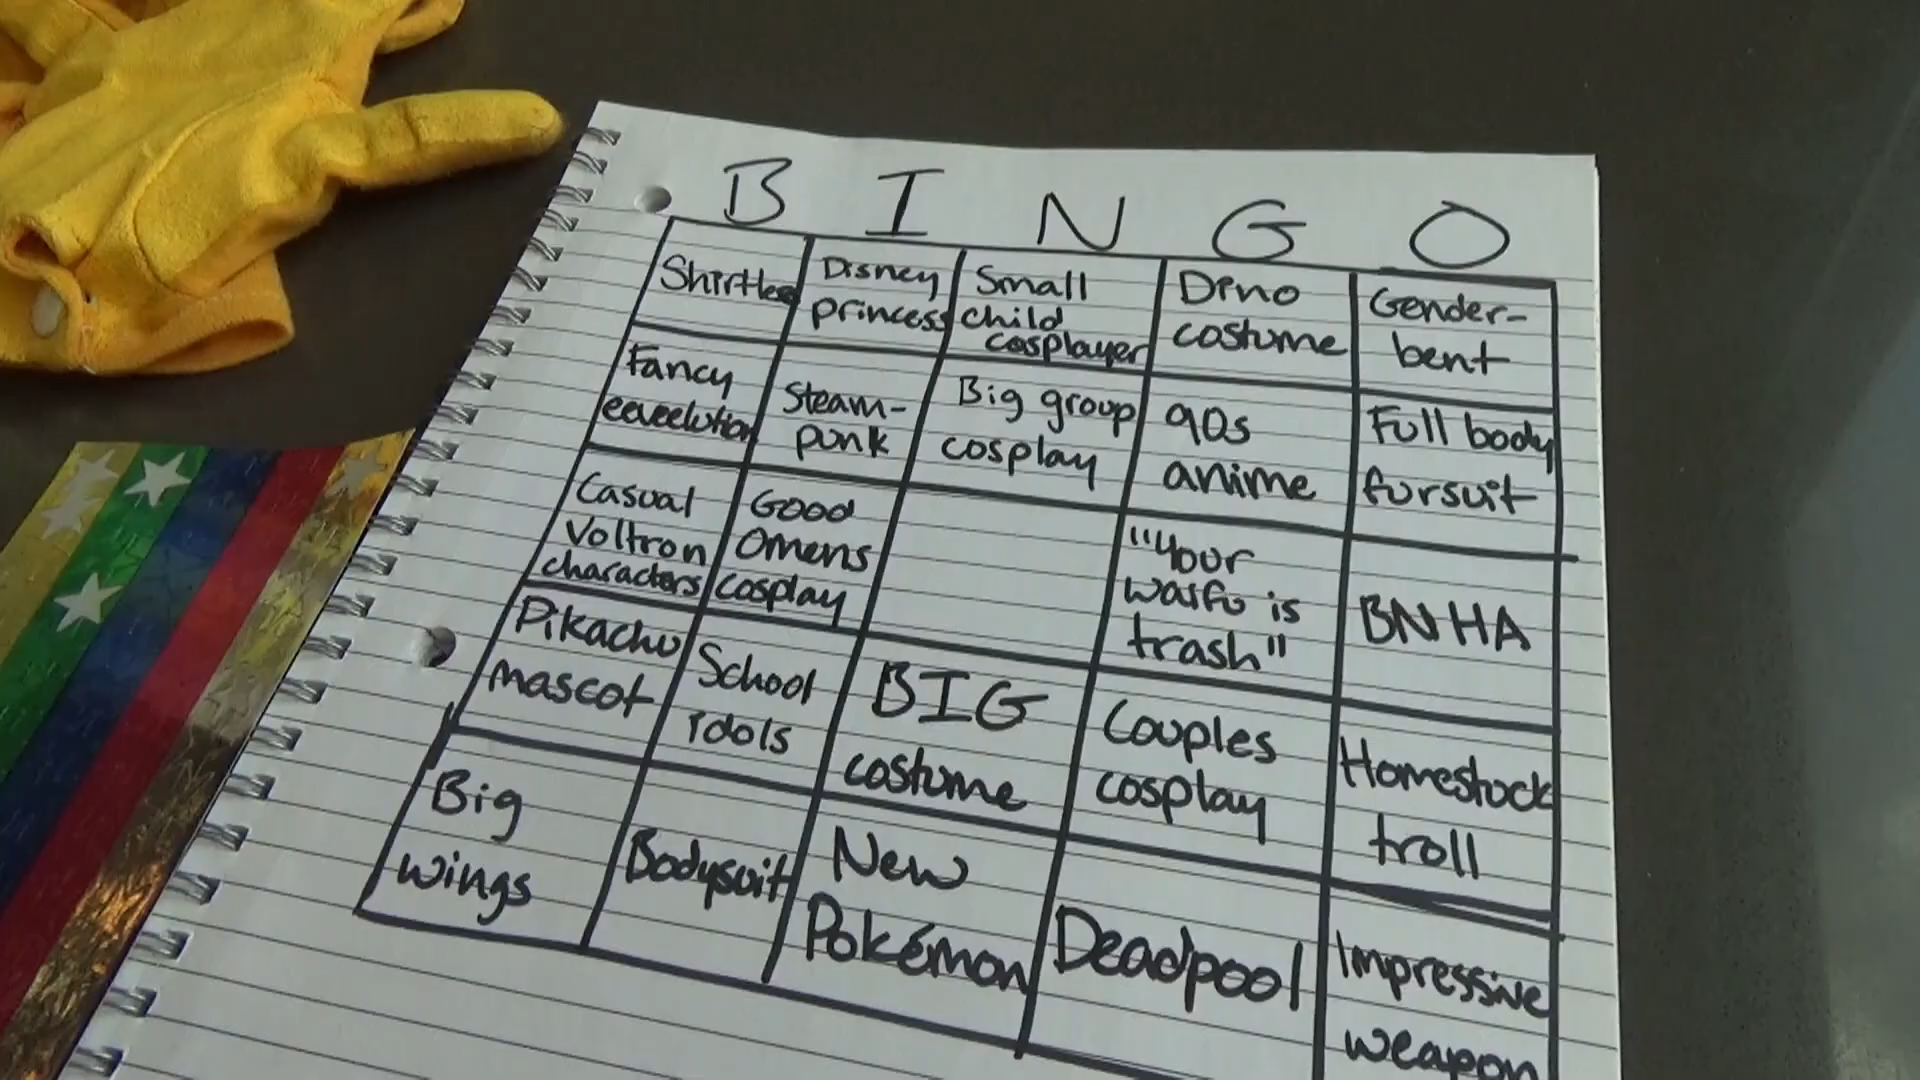 B I N G O
Shirtless
Disney
princess
Small
child
cosplayer
Dino
costume
Gender-
bent
Fancy
eeveelution
Steam-
punk
Big group
cosplay
90s
anime
Full body
fursuit
Casual
Voltron
characters
Good
Omens
cosplay
"Your
waifu is
trash"
BNHA
Pikachu
mascot
School
idols
BIG
costume
Couples
cosplay
Homestuck
troll
Big
wings
Bodysuit
New
Pokémon
Deadpool
Impressive
weapon